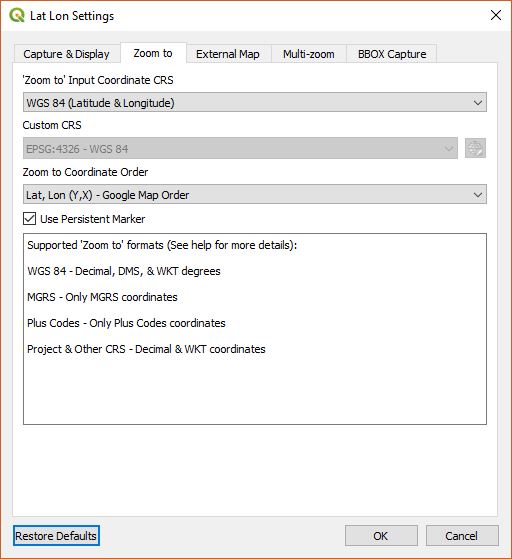 Lat Lon Settings
Capture & Display Zoom to External Map Multi-zoom BBOX Capture
'Zoom to' Input Coordinate CRS
WGS 84 (Latitude & Longitude)
Custom CRS
EPSG:4326 - WGS 84
Zoom to Coordinate Order
Lat, Lon (Y,X) - Google Map Order
Use Persistent Marker
Supported 'Zoom to' formats (See help for more details):
WGS 84 - Decimal, DMS, & WKT degrees
MGRS - Only MGRS coordinates
Plus Codes - Only Plus Codes coordinates
Project & Other CRS - Decimal & WKT coordinates
Restore Defaults OK Cancel